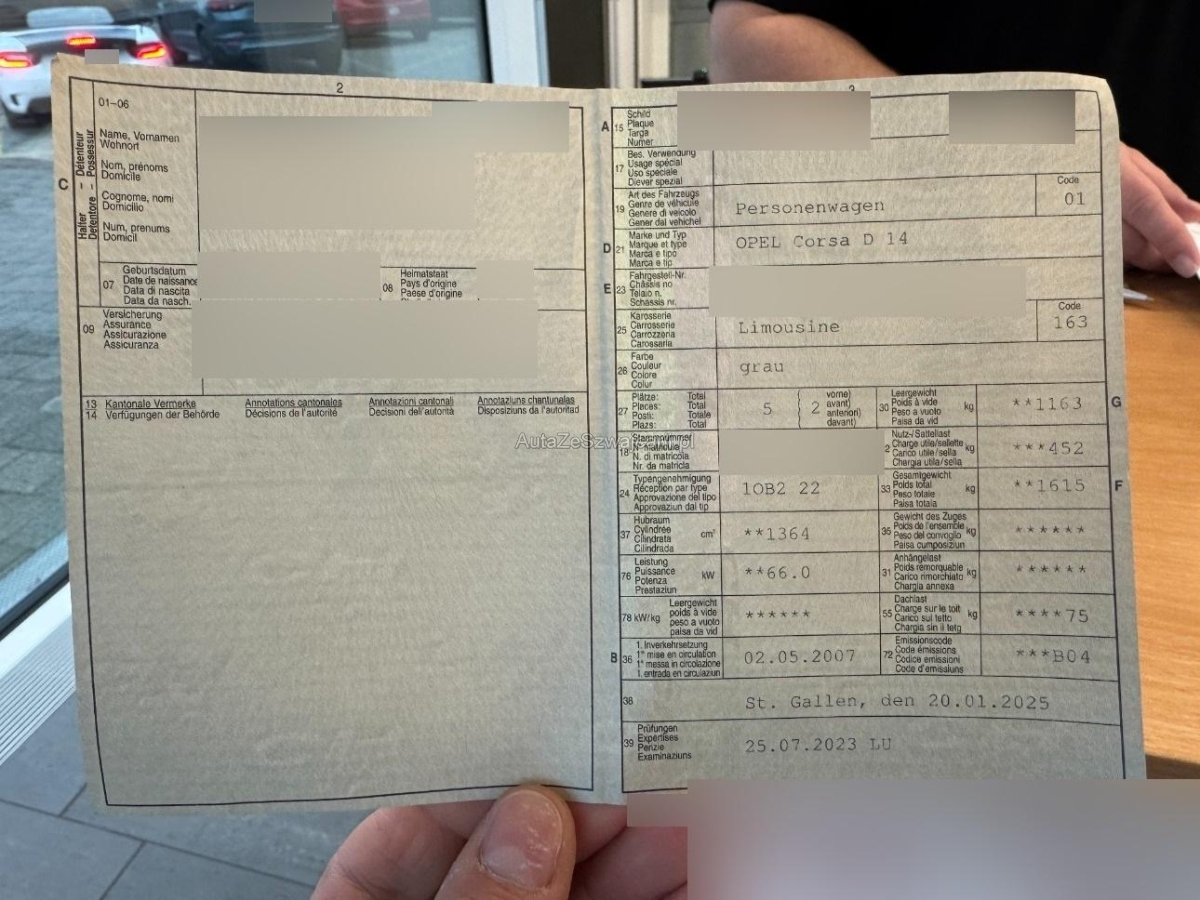 2
01-06
Halter – Détenteur
Detentore – Possessur
C
Name, Vornamen
Wohnort
Nom, prénoms
Domicile
Cognome, nomi
Domicilio
Num, prenums
Domicil
07
Geburtsdatum
Date de naissance
Data di nascita
Data da nasch.
08
Heimatstaat
Pays d'origine
Paese d'origine
09
Versicherung
Assurance
Assicurazione
Assicuranza
13 Kantonale Vermerke Annotations cantonales Annotazioni cantonali Annotaziuns chantunalas
14 Verfügungen der Behörde Décisions de l'autorité Decisioni dell'autorità Disposiziuns da l'autoritad
3
A 15
Schild
Plaque
Targa
Numer
17
Bes. Verwendung
Usage spécial
Uso speciale
Diever spezial
19
Art des Fahrzeugs
Genre de véhicule
Genere di veicolo
Gener dal vehichel
Personenwagen
Code
01
D 21
Marke und Typ
Marque et type
Marca e tipo
Marca e tip
OPEL Corsa D 14
E 23
Fahrgestell-Nr.
Châssis no
Telaio n.
Schassis nr.
25
Karosserie
Carrosserie
Carrozzeria
Carossaria
Limousine
Code
163
26
Farbe
Couleur
Colore
Colur
grau
27
Plätze: Total
Places: Total
Posti: Totale
Plazs: Total
5
2
vorne)
avant)
anteriori)
davant)
30
Leergewicht
Poids à vide
Peso a vuoto
Paisa da vid
kg
**1163
G
18
Stammnummer
N° matricule
N. di matricola
Nr. da matricla
Nutz-/Sattellast
Charge utile/sellette
Carico utile/sella
Chargia utila/sella
kg
***452
24
Typengenehmigung
Réception par type
Approvazione del tipo
Approvaziun dal tip
1OB2 22
33
Gesamtgewicht
Poids total
Peso totale
Paisa totala
kg
**1615
F
37
Hubraum
Cylindrée
Cilindrata
Cilindrada
cm³
**1364
35
Gewicht des Zuges
Poids de l'ensemble
Peso del convoglio
Paisa cumposiziun
kg
******
76
Leistung
Puissance
Potenza
Prestaziun
kW
**66.0
31
Anhängelast
Poids remorquable
Carico rimorchiato
Chargia annexa
kg
******
78 kW/kg
Leergewicht
poids à vide
peso a vuoto
paisa da vid
******
55
Dachlast
Charge sur le toit
Carico sul tetto
Chargia sin il tetg
kg
****75
B 36
1. Inverkehrsetzung
1re mise en circulation
1a messa in circolazione
1. entrada en circulaziun
02.05.2007
72
Emissionscode
Code émissions
Codice emissioni
Code d'emissiuns
***B04
38
St. Gallen, den 20.01.2025
39
Prüfungen
Expertises
Perizie
Examinaziuns
25.07.2023 LU